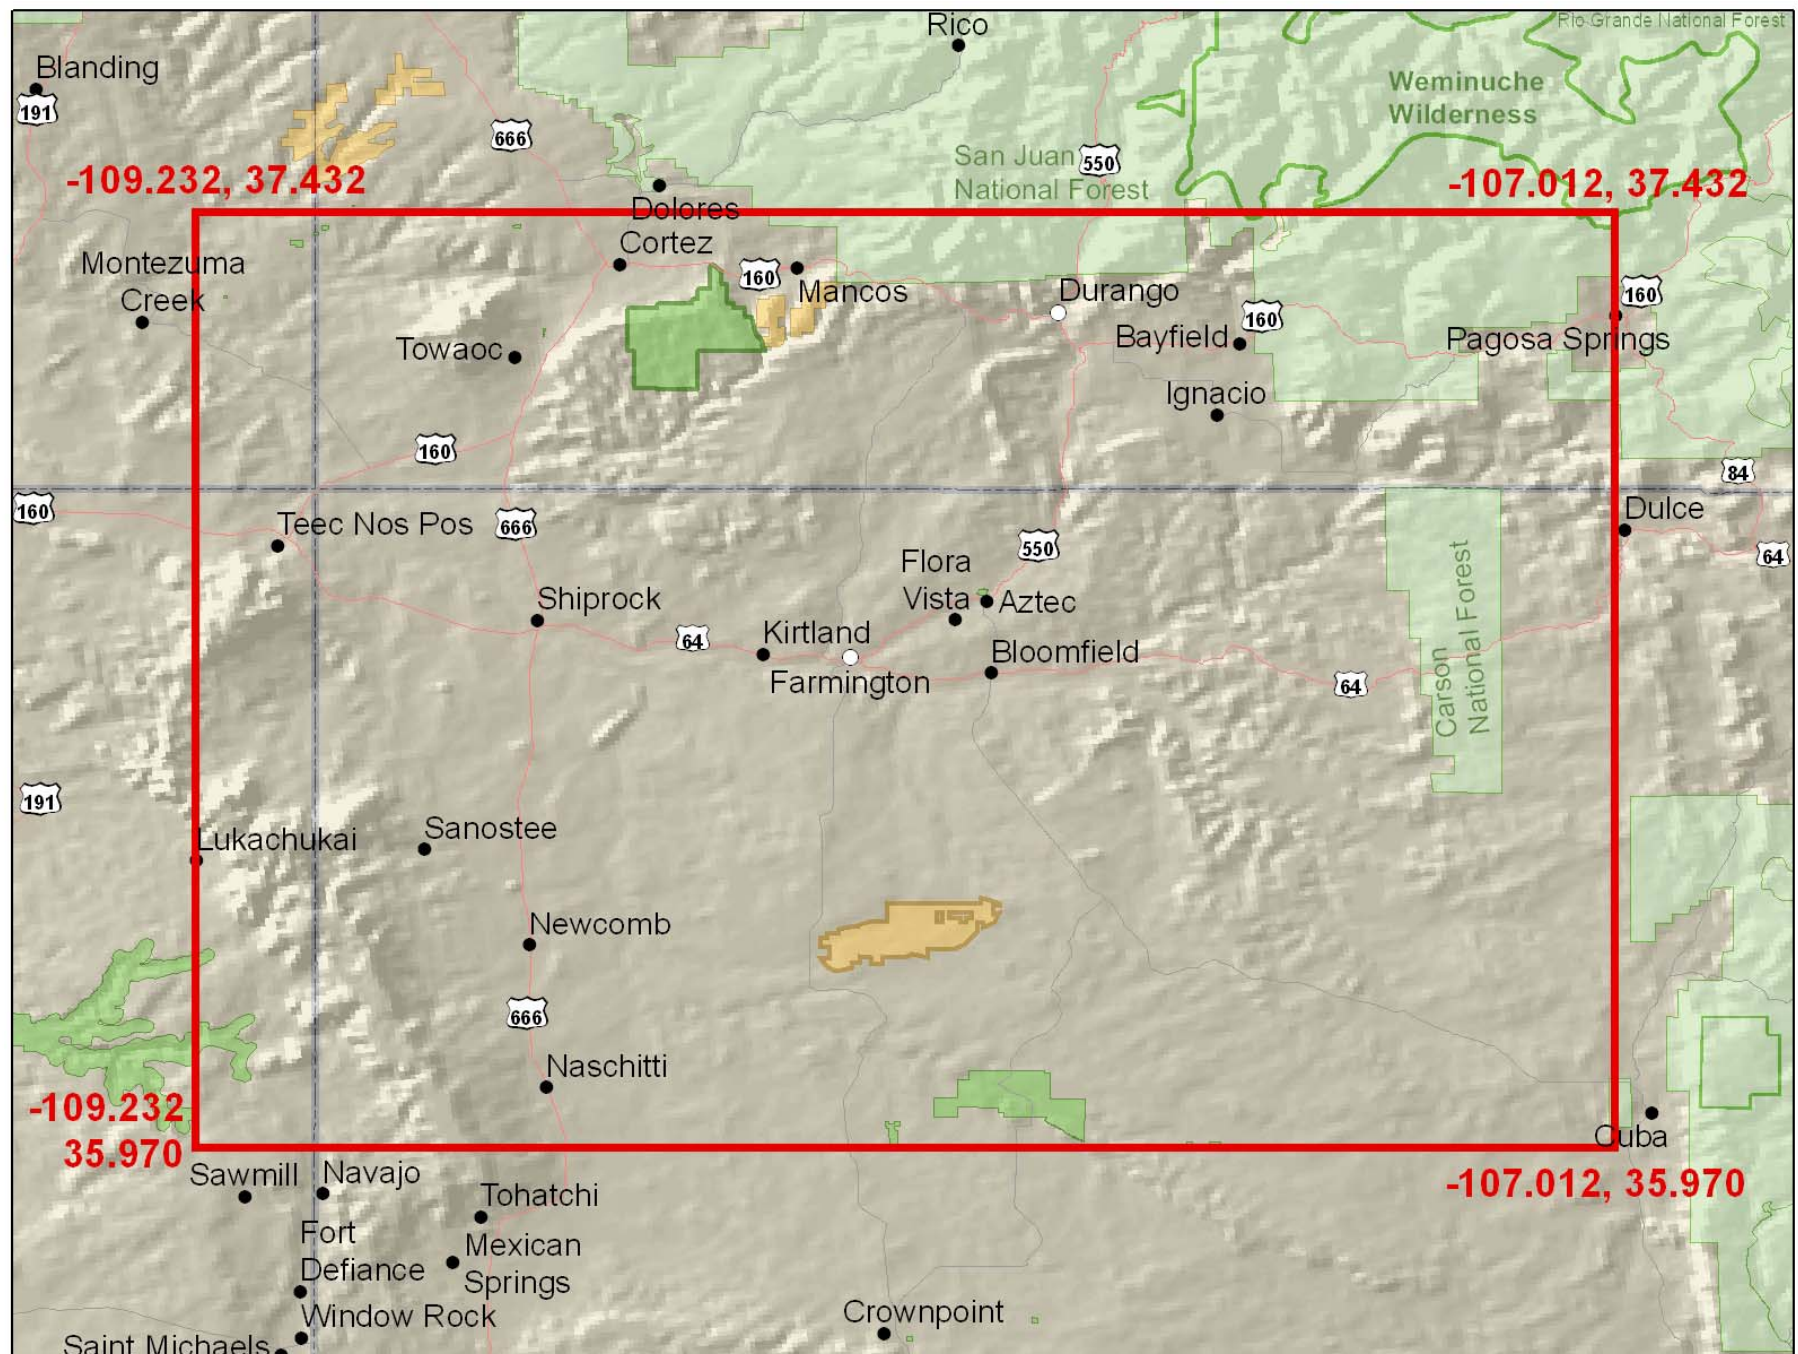 Rico
Rio Grande National Forest
Blanding
191
Weminuche
Wilderness
666
San Juan
National Forest
550
-109.232, 37.432
-107.012, 37.432
Dolores
Cortez
Montezuma
Creek
160
Mancos
Durango
160
160
Bayfield
Pagosa Springs
Towaoc
Ignacio
160
84
160
Teec Nos Pos
666
Dulce
550
64
Flora
Vista
Aztec
Carson
National Forest
Shiprock
64
Kirtland
Farmington
Bloomfield
64
191
Lukachukai
Sanostee
Newcomb
666
Naschitti
-109.232
35.970
Cuba
-107.012, 35.970
Sawmill
Navajo
Tohatchi
Fort
Defiance
Mexican
Springs
Window Rock
Crownpoint
Saint Michaels